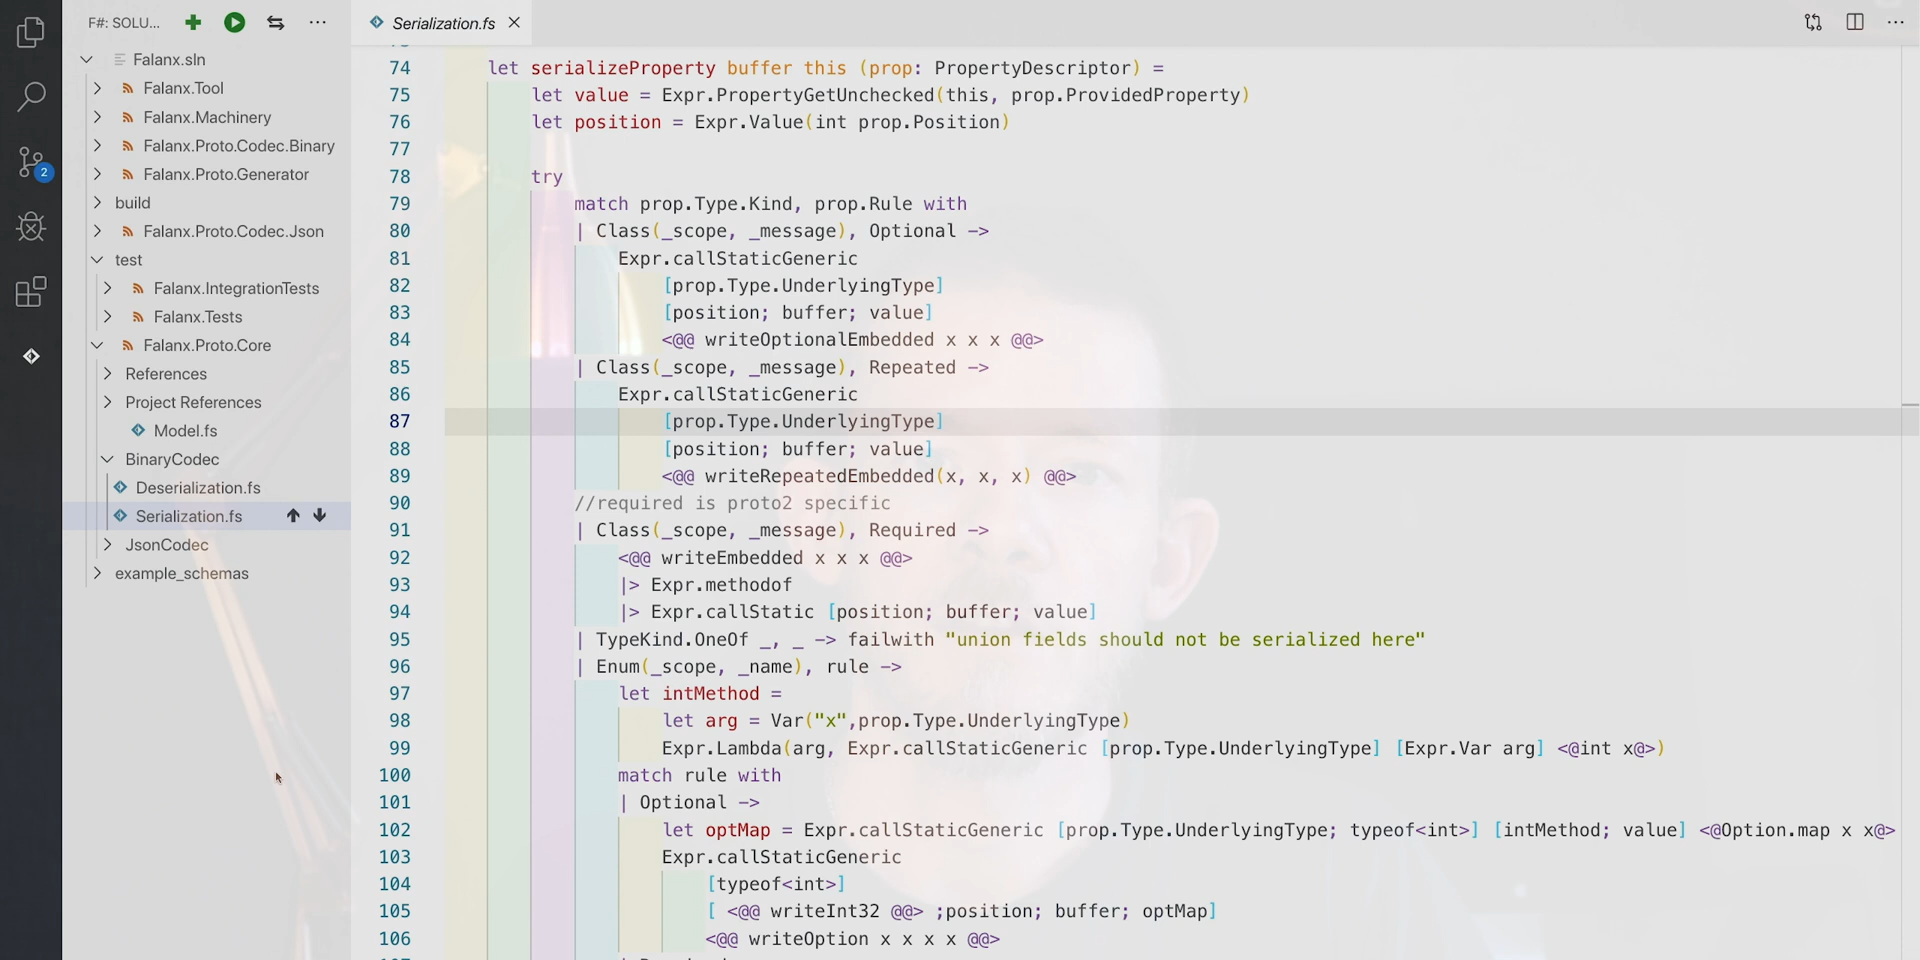 F#: SOLU...
Falanx.sln
Falanx.Tool
Falanx.Machinery
Falanx.Proto.Codec.Binary
Falanx.Proto.Generator
build
Falanx.Proto.Codec.Json
test
Falanx.IntegrationTests
Falanx.Tests
Falanx.Proto.Core
References
Project References
Model.fs
BinaryCodec
Deserialization.fs
Serialization.fs
JsonCodec
example_schemas
2
Serialization.fs
74 let serializeProperty buffer this (prop: PropertyDescriptor) =
75 let value = Expr.PropertyGetUnchecked(this, prop.ProvidedProperty)
76 let position = Expr.Value(int prop.Position)
77
78 try
79 match prop.Type.Kind, prop.Rule with
80 | Class(_scope, _message), Optional ->
81 Expr.callStaticGeneric
82 [prop.Type.UnderlyingType]
83 [position; buffer; value]
84 <@@ writeOptionalEmbedded x x x @@>
85 | Class(_scope, _message), Repeated ->
86 Expr.callStaticGeneric
87 [prop.Type.UnderlyingType]
88 [position; buffer; value]
89 <@@ writeRepeatedEmbedded(x, x, x) @@>
90 //required is proto2 specific
91 | Class(_scope, _message), Required ->
92 <@@ writeEmbedded x x x @@>
93 |> Expr.methodof
94 |> Expr.callStatic [position; buffer; value]
95 | TypeKind.OneOf _, _ -> failwith "union fields should not be serialized here"
96 | Enum(_scope, _name), rule ->
97 let intMethod =
98 let arg = Var("x",prop.Type.UnderlyingType)
99 Expr.Lambda(arg, Expr.callStaticGeneric [prop.Type.UnderlyingType] [Expr.Var arg] <@int x@>)
100 match rule with
101 | Optional ->
102 let optMap = Expr.callStaticGeneric [prop.Type.UnderlyingType; typeof<int>] [intMethod; value] <@Option.map x x@>
103 Expr.callStaticGeneric
104 [typeof<int>]
105 [ <@@ writeInt32 @@> ;position; buffer; optMap]
106 <@@ writeOption x x x x @@>